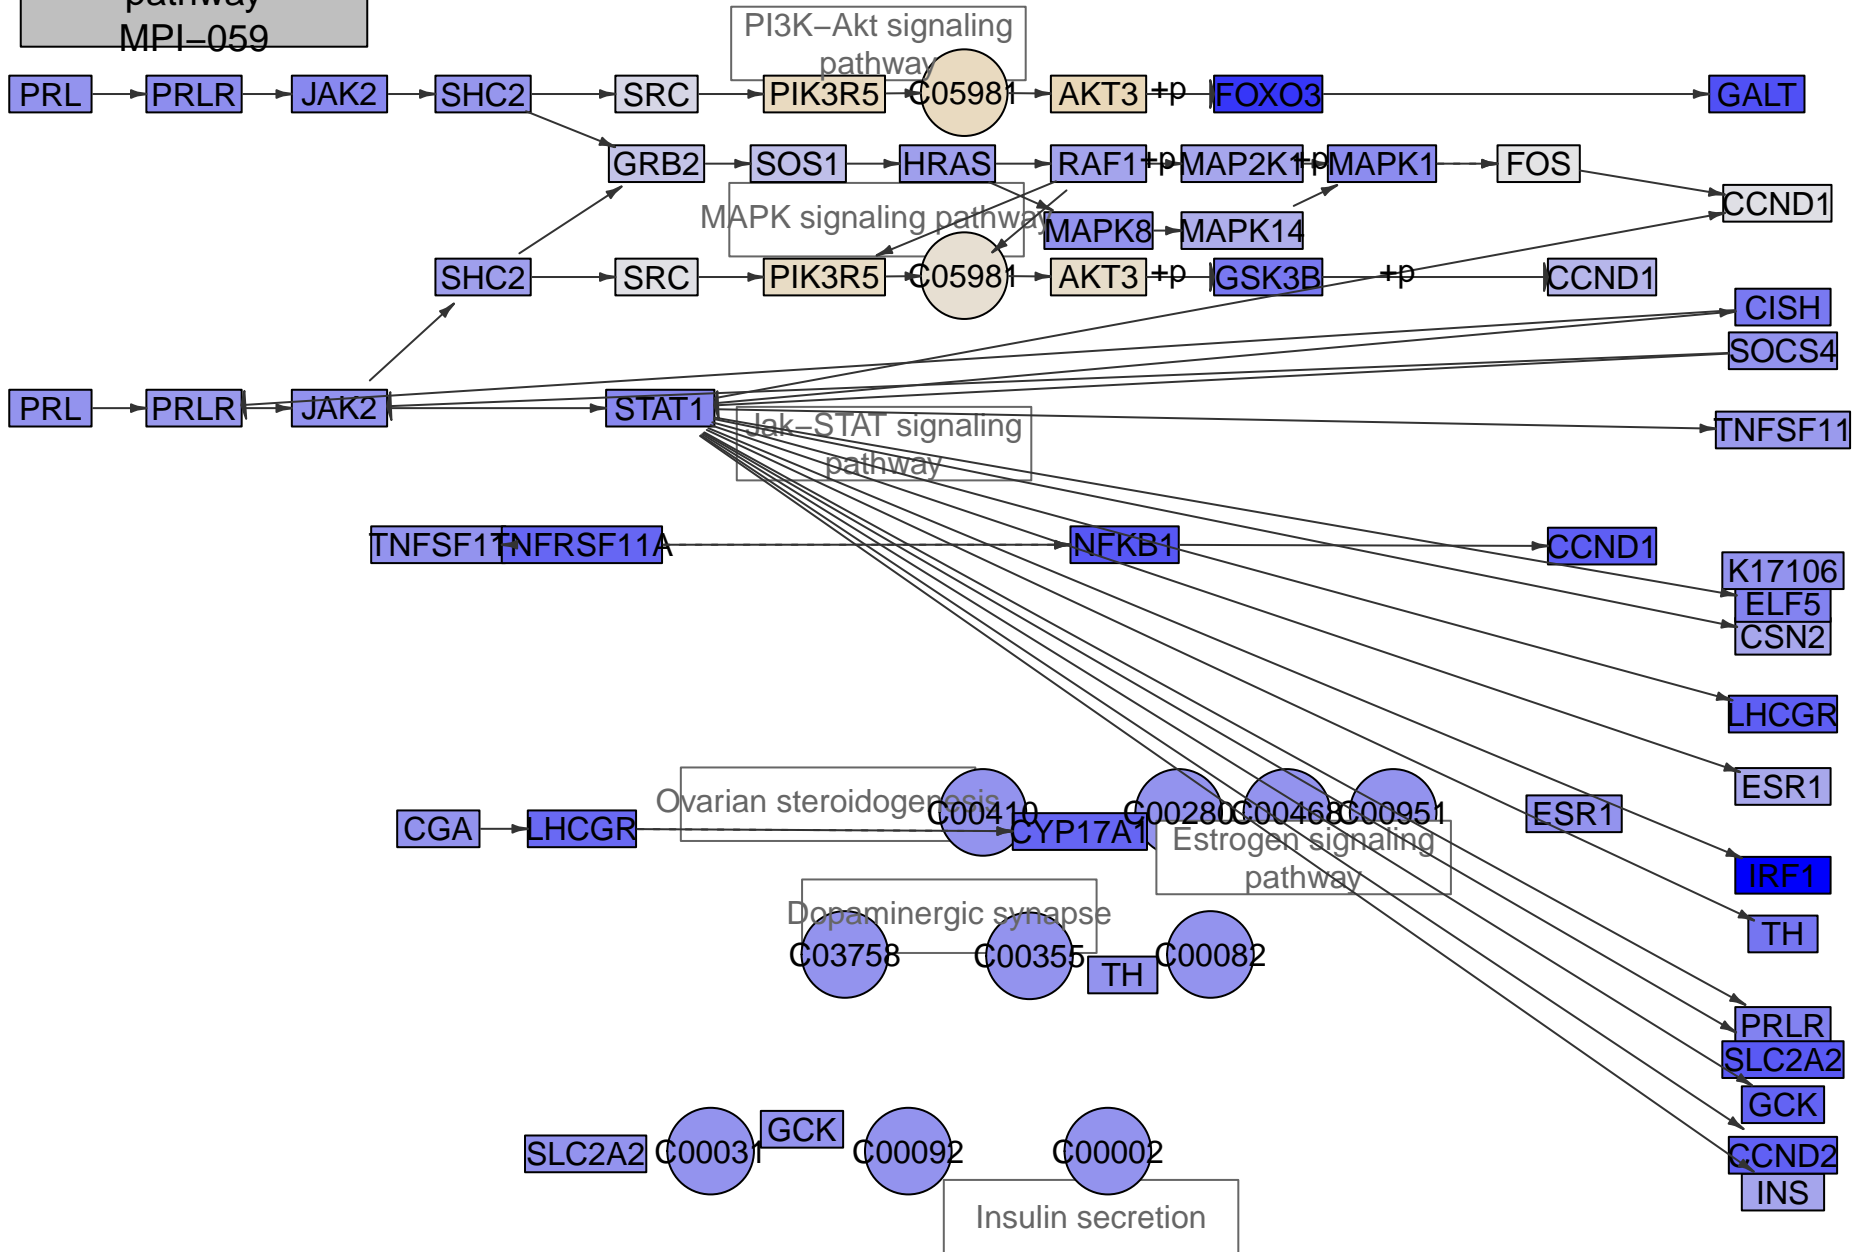 pathway
MPI–059
PI3K–Akt signaling
pathway
PRL
PRLR
JAK2
SHC2
SRC
PIK3R5
C05981
AKT3
+p
FOXO3
GALT
GRB2
SOS1
HRAS
RAF1
+p
MAP2K1
+p
MAPK1
FOS
CCND1
MAPK signaling pathway
MAPK8
MAPK14
SHC2
SRC
PIK3R5
C05981
AKT3
+p
GSK3B
+p
CCND1
CISH
SOCS4
PRL
PRLR
JAK2
STAT1
Jak–STAT signaling
pathway
TNFSF11
TNFSF11
TNFRSF11A
NFKB1
CCND1
K17106
ELF5
CSN2
LHCGR
ESR1
Ovarian steroidogenesis
C00410
C00280
C00468
C00951
ESR1
CGA
LHCGR
CYP17A1
Estrogen signaling
pathway
IRF1
Dopaminergic synapse
TH
C03758
C00355
TH
C00082
PRLR
SLC2A2
GCK
SLC2A2
C00031
GCK
C00092
C00002
CCND2
INS
Insulin secretion